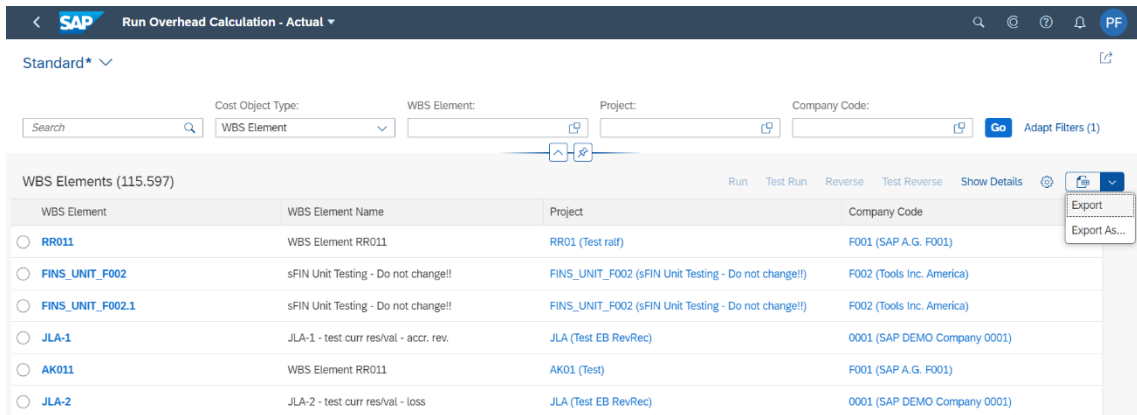 SAP Run Overhead Calculation - Actual PF
Standard*
Cost Object Type: WBS Element: Project: Company Code:
Search WBS Element Go Adapt Filters (1)
WBS Elements (115.597) Run Test Run Reverse Test Reverse Show Details
Export
Export As...
WBS Element WBS Element Name Project Company Code
RR011 WBS Element RR011 RR01 (Test ralf) F001 (SAP A.G. F001)
FINS_UNIT_F002 sFIN Unit Testing - Do not change!! FINS_UNIT_F002 (sFIN Unit Testing - Do not change!!) F002 (Tools Inc. America)
FINS_UNIT_F002.1 sFIN Unit Testing - Do not change!! FINS_UNIT_F002 (sFIN Unit Testing - Do not change!!) F002 (Tools Inc. America)
JLA-1 JLA-1 - test curr res/val - accr. rev. JLA (Test EB RevRec) 0001 (SAP DEMO Company 0001)
AK011 WBS Element RR011 AK01 (Test) F001 (SAP A.G. F001)
JLA-2 JLA-2 - test curr res/val - loss JLA (Test EB RevRec) 0001 (SAP DEMO Company 0001)